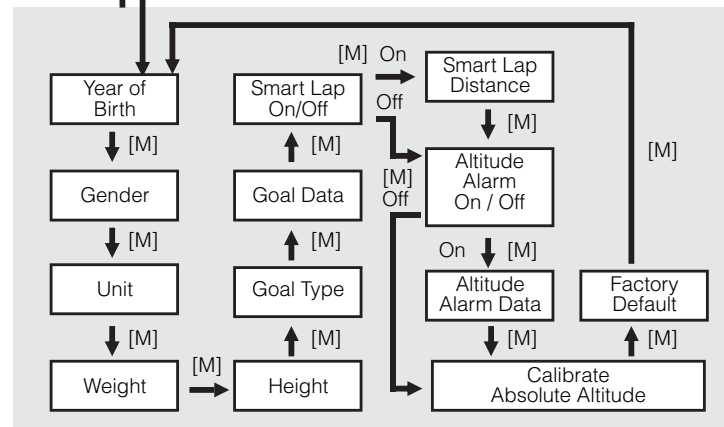 Year of
Birth
[M]
Gender
[M]
Unit
[M]
Weight
[M]
Height
[M]
Goal Type
[M]
Goal Data
[M]
Smart Lap
On/Off
[M] On
Off
Smart Lap
Distance
[M]
Altitude
Alarm
On / Off
[M]
Off
On [M]
Altitude
Alarm Data
[M]
Calibrate
Absolute Altitude
[M]
Factory
Default
[M]